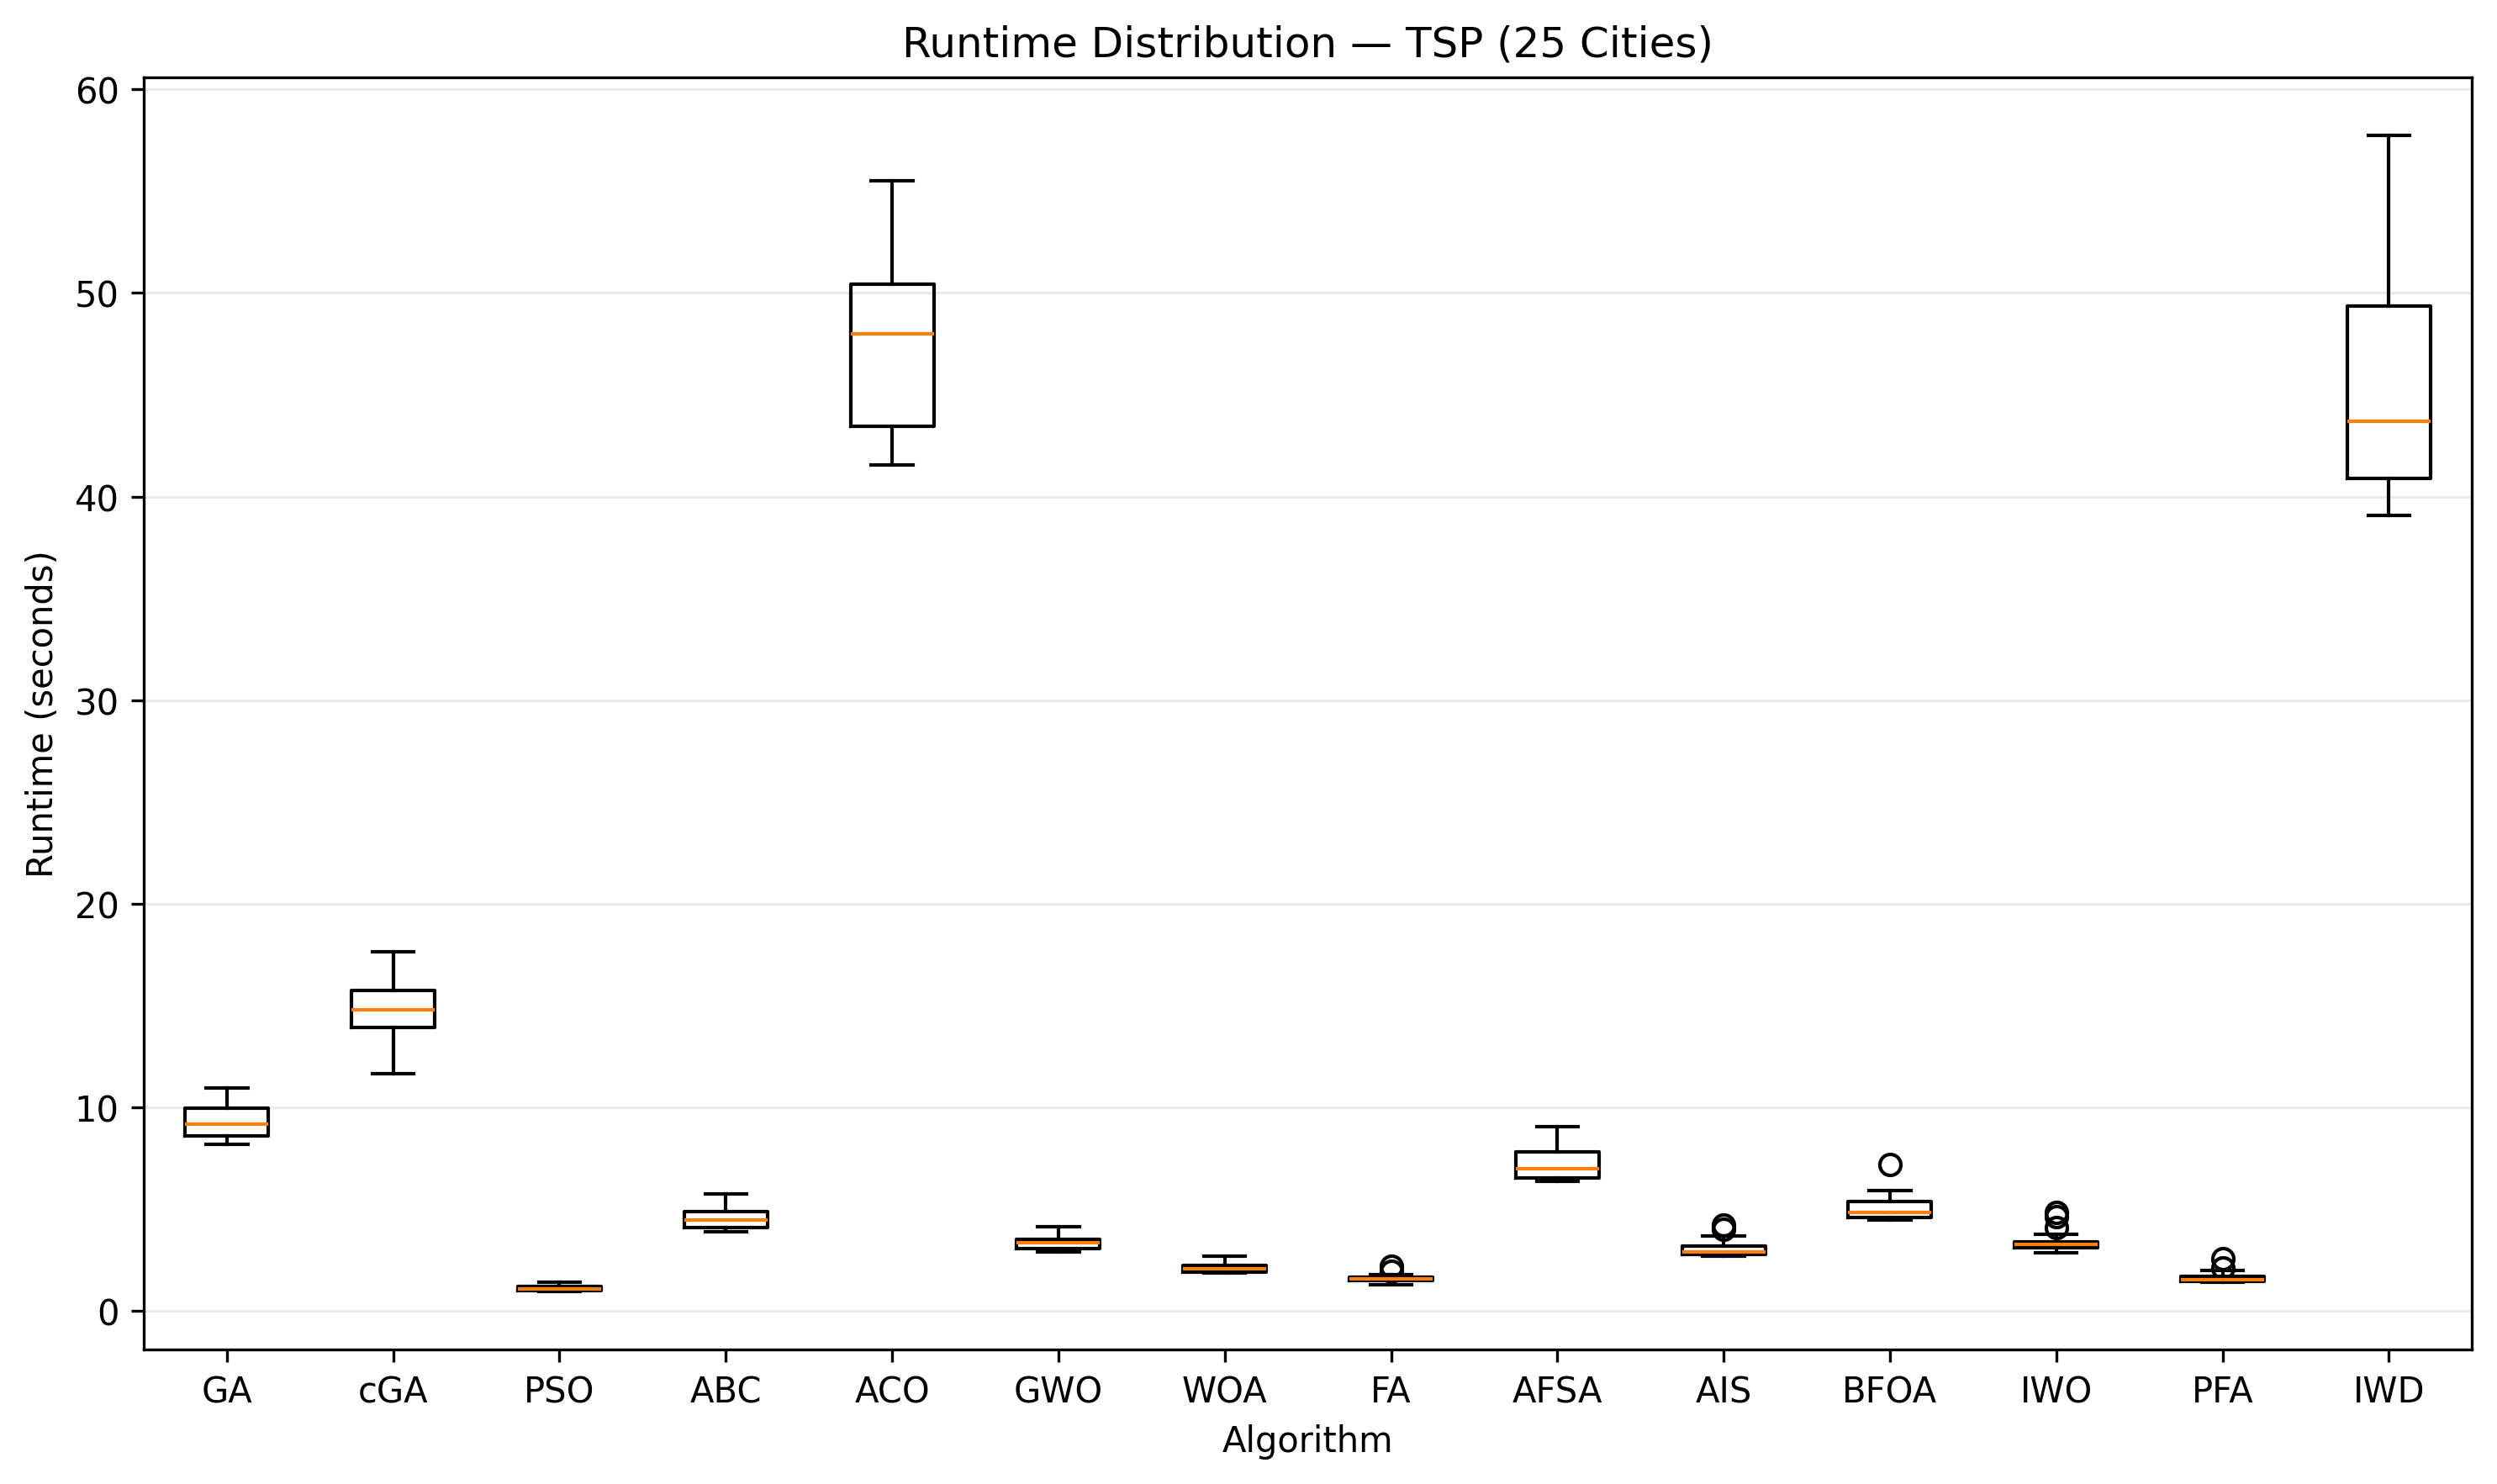 Runtime Distribution — TSP (25 Cities)
60
50
40
30
20
10
0
Runtime (seconds)
GA cGA PSO ABC ACO GWO WOA FA AFSA AIS BFOA IWO PFA IWD
Algorithm